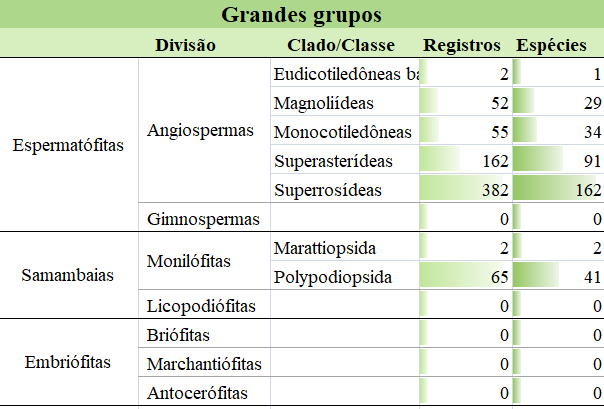 Grandes grupos
Divisão Clado/Classe Registros Espécies
Eudicotiledôneas ba 2 1
Magnoliídeas 52 29
Angiospermas Monocotiledôneas 55 34
Espermatófitas Superasterídeas 162 91
Superrosídeas 382 162
Gimnospermas 0 0
Marattiopsida 2 2
Samambaias Monilófitas Polypodiopsida 65 41
Licopodiófitas 0 0
Briófitas 0 0
Embriófitas Marchantiófitas 0 0
Antocerófitas 0 0